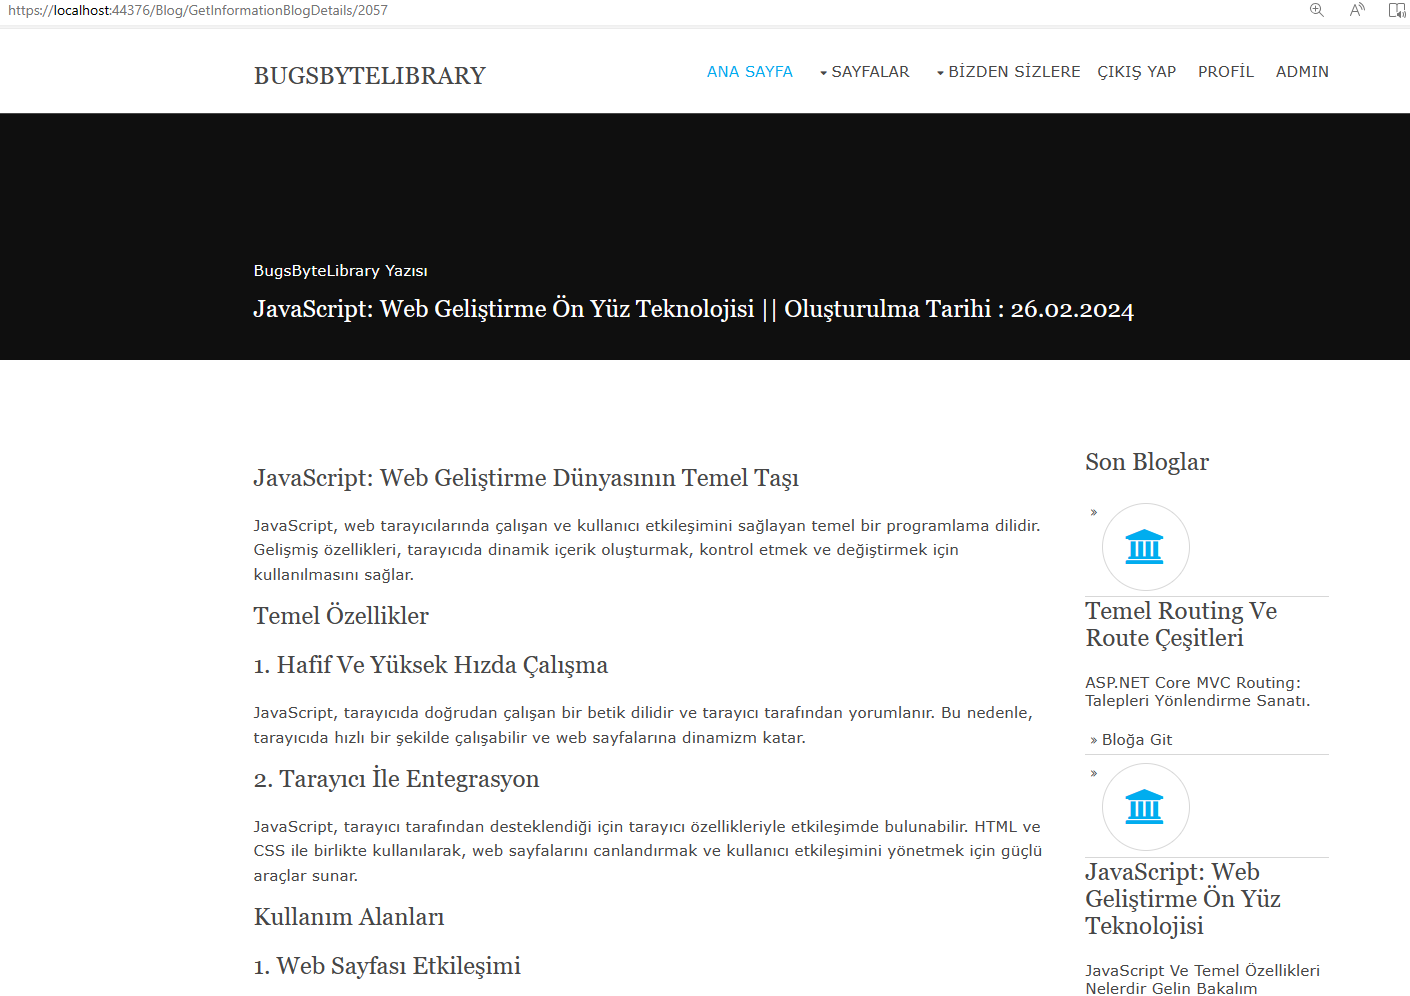 https://localhost:44376/Blog/GetInformationBlogDetails/2057
BUGSBYTELIBRARY
ANA SAYFA
SAYFALAR
BİZDEN SİZLERE
ÇIKIŞ YAP
PROFİL
ADMIN
BugsByteLibrary Yazısı
JavaScript: Web Geliştirme Ön Yüz Teknolojisi || Oluşturulma Tarihi : 26.02.2024
JavaScript: Web Geliştirme Dünyasının Temel Taşı
JavaScript, web tarayıcılarında çalışan ve kullanıcı etkileşimini sağlayan temel bir programlama dilidir.
Gelişmiş özellikleri, tarayıcıda dinamik içerik oluşturmak, kontrol etmek ve değiştirmek için
kullanılmasını sağlar.
Temel Özellikler
1. Hafif Ve Yüksek Hızda Çalışma
JavaScript, tarayıcıda doğrudan çalışan bir betik dilidir ve tarayıcı tarafından yorumlanır. Bu nedenle,
tarayıcıda hızlı bir şekilde çalışabilir ve web sayfalarına dinamizm katar.
2. Tarayıcı İle Entegrasyon
JavaScript, tarayıcı tarafından desteklendiği için tarayıcı özellikleriyle etkileşimde bulunabilir. HTML ve
CSS ile birlikte kullanılarak, web sayfalarını canlandırmak ve kullanıcı etkileşimini yönetmek için güçlü
araçlar sunar.
Kullanım Alanları
1. Web Sayfası Etkileşimi
Son Bloglar
»
Temel Routing Ve
Route Çeşitleri
ASP.NET Core MVC Routing:
Talepleri Yönlendirme Sanatı.
» Bloğa Git
»
JavaScript: Web
Geliştirme Ön Yüz
Teknolojisi
JavaScript Ve Temel Özellikleri
Nelerdir Gelin Bakalım